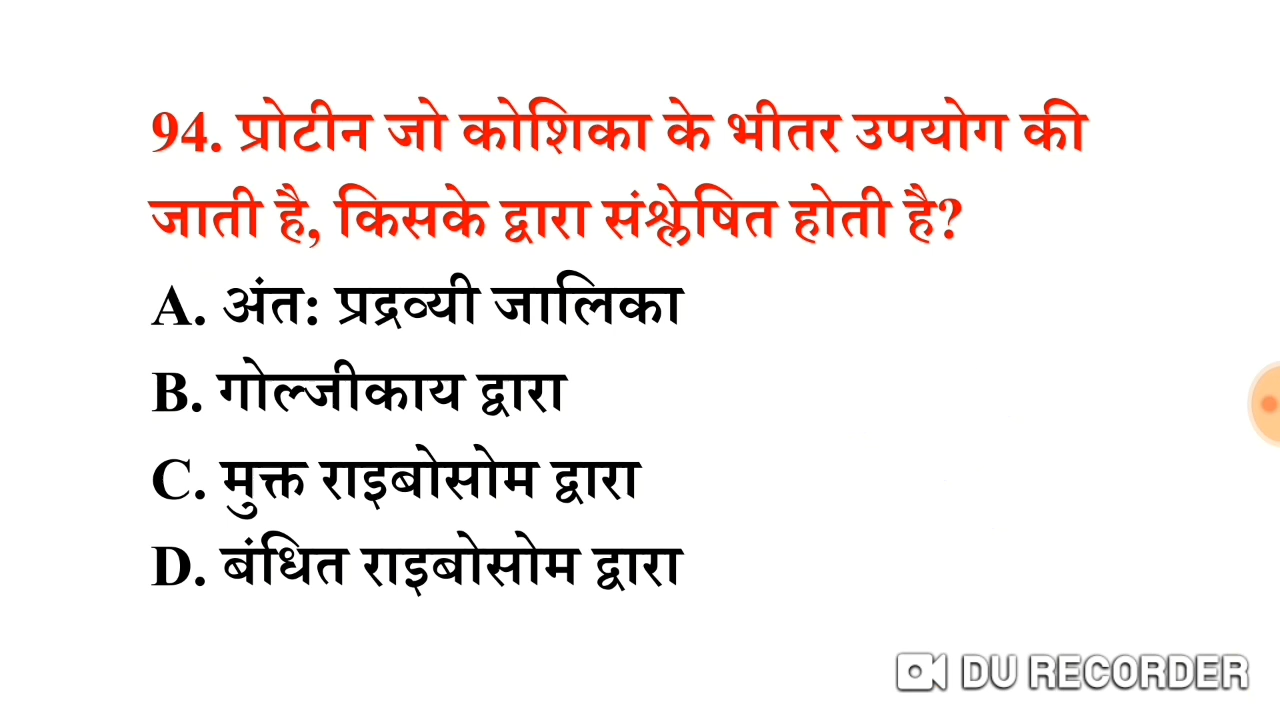 94. प्रोटीन जो कोशिका के भीतर उपयोग की
जाती है, किसके द्वारा संश्लेषित होती है?
A. अंत: प्रद्रव्यी जालिका
B. गोल्जीकाय द्वारा
C. मुक्त राइबोसोम द्वारा
D. बंधित राइबोसोम द्वारा
DU RECORDER